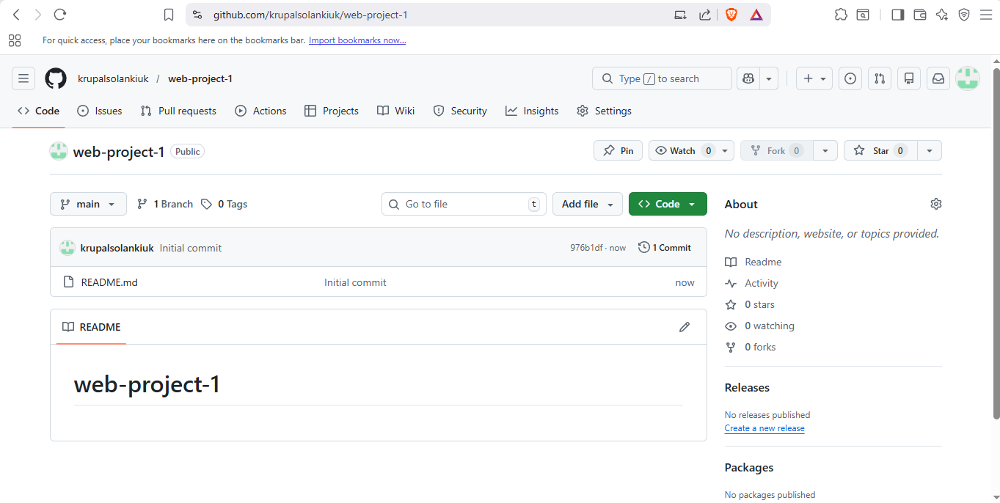 github.com/krupalsolankiuk/web-project-1
For quick access, place your bookmarks here on the bookmarks bar. Import bookmarks now...
krupalsolankiuk / web-project-1
Type / to search
Code Issues Pull requests Actions Projects Wiki Security Insights Settings
web-project-1 Public
Pin Watch 0 Fork 0 Star 0
main 1 Branch 0 Tags Go to file t Add file Code
krupalsolankiuk Initial commit 976b1df · now 1 Commit
README.md Initial commit now
README
web-project-1
About
No description, website, or topics provided.
Readme
Activity
0 stars
0 watching
0 forks
Releases
No releases published
Create a new release
Packages
No packages published